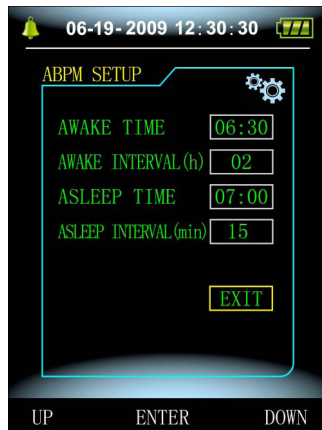 06-19-2009 12:30:30
ABPM SETUP
AWAKE TIME 06:30
AWAKE INTERVAL(h) 02
ASLEEP TIME 07:00
ASLEEP INTERVAL(min) 15
EXIT
UP ENTER DOWN